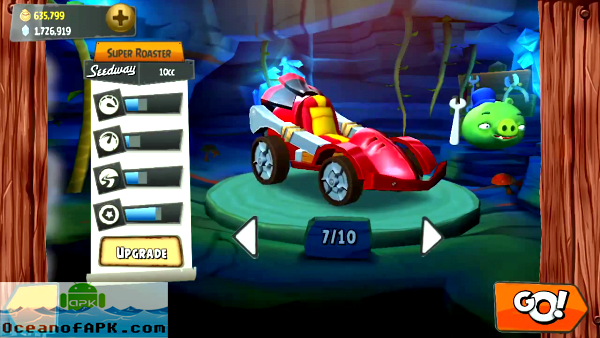 635.799
1,726.919
SUPER ROASTER
Seedway 10cc
UPGRADE
7/10
GO!
APK
OceanofAPK.com